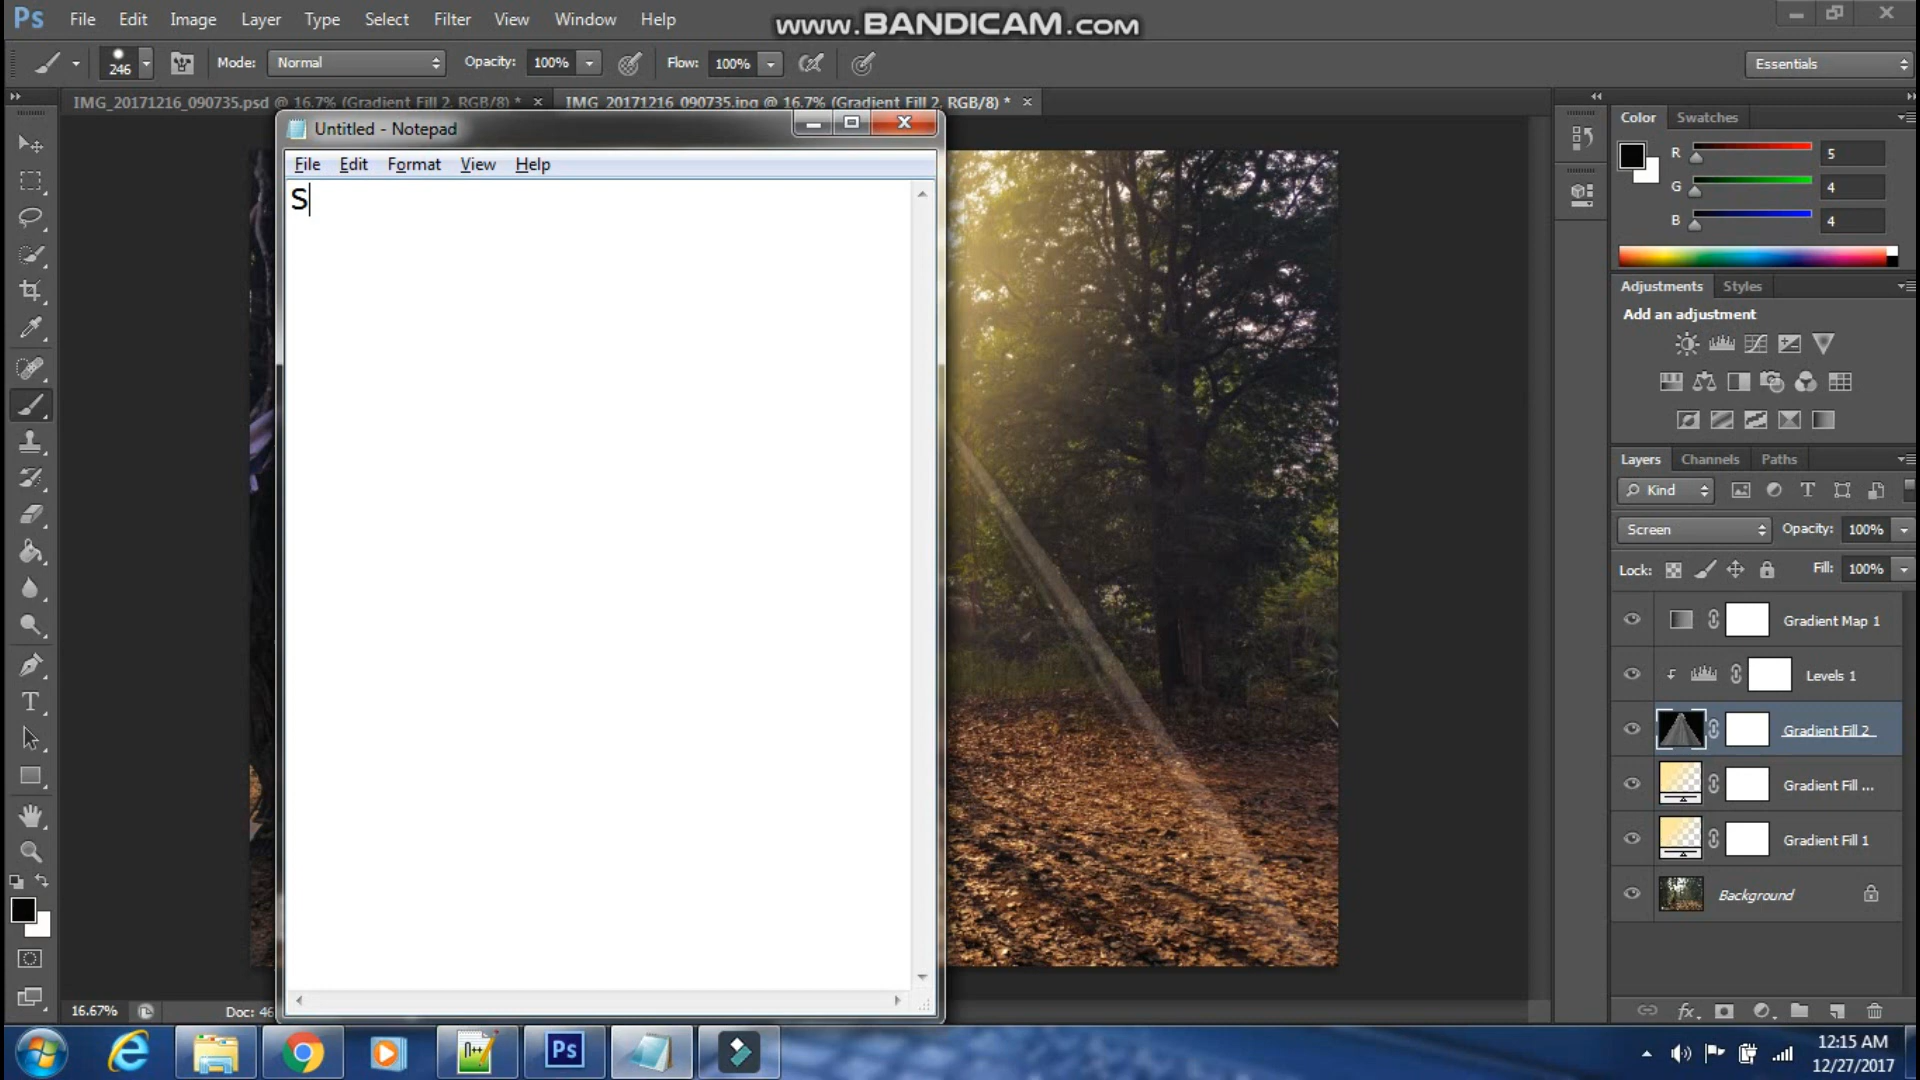 Ps File Edit Image Layer Type Select Filter View Window Help
www.BANDICAM.com
246 Mode: Normal Opacity: 100% Flow: 100% Essentials
IMG_20171216_090735.psd @ 16.7% (Gradient Fill 2, RGB/8) * × IMG_20171216_090735.jpg @ 16.7% (Gradient Fill 2, RGB/8) * ×
Untitled - Notepad
File Edit Format View Help
S
Color Swatches
R 5
G 4
B 4
Adjustments Styles
Add an adjustment
Layers Channels Paths
Kind
Screen Opacity: 100%
Lock: Fill: 100%
Gradient Map 1
Levels 1
Gradient Fill 2
Gradient Fill ...
Gradient Fill 1
Background
16.67% Doc: 46
fx
N++ Ps
12:15 AM
12/27/2017